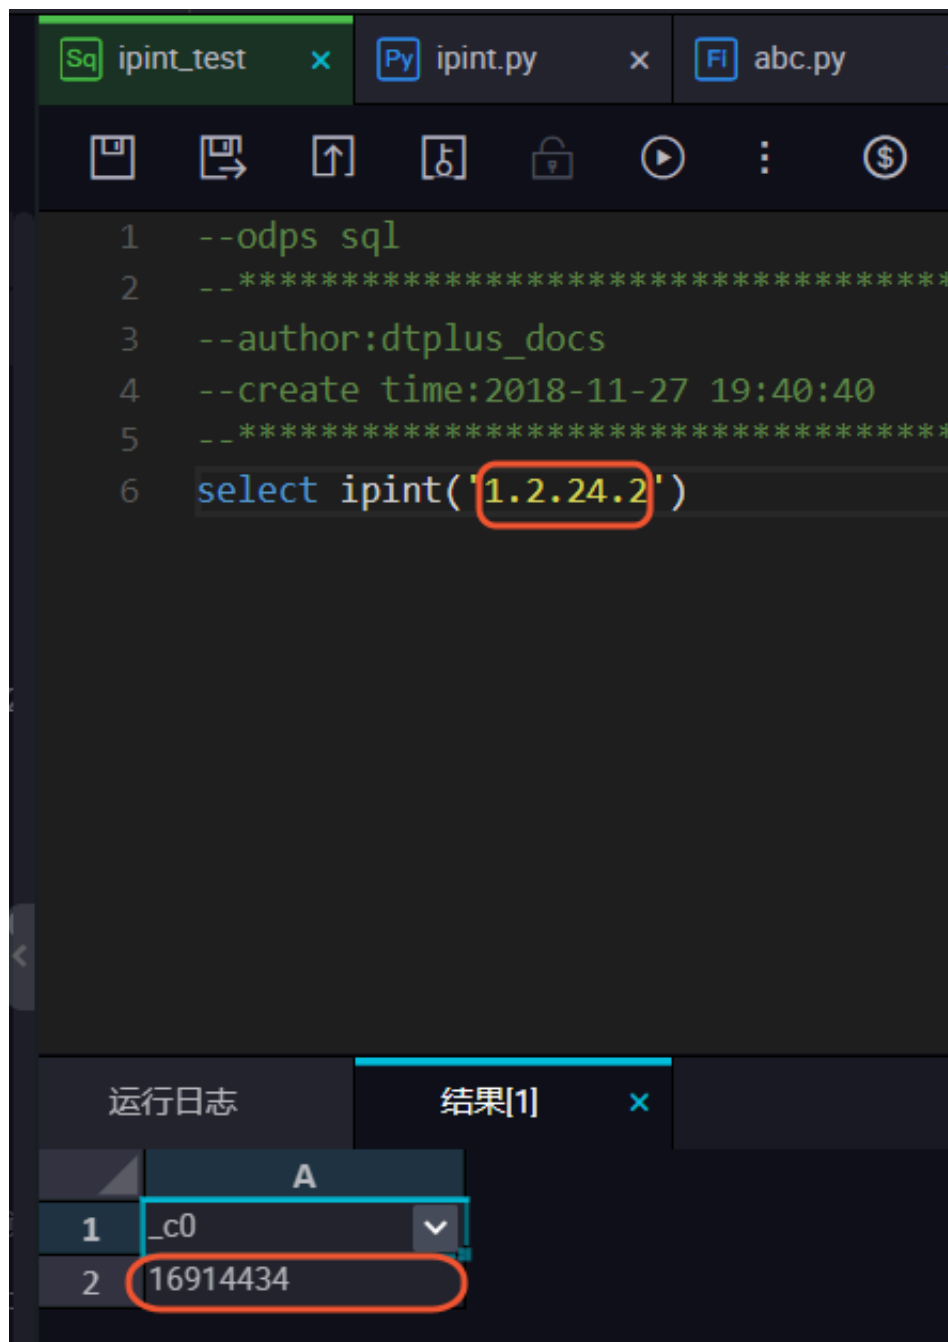 Sq ipint_test × Py ipint.py × FI abc.py
1 --odps sql
2 --***********************************
3 --author:dtplus_docs
4 --create time:2018-11-27 19:40:40
5 --***********************************
6 select ipint('1.2.24.2')
运行日志 结果[1] ×
A
1 _c0
2 16914434